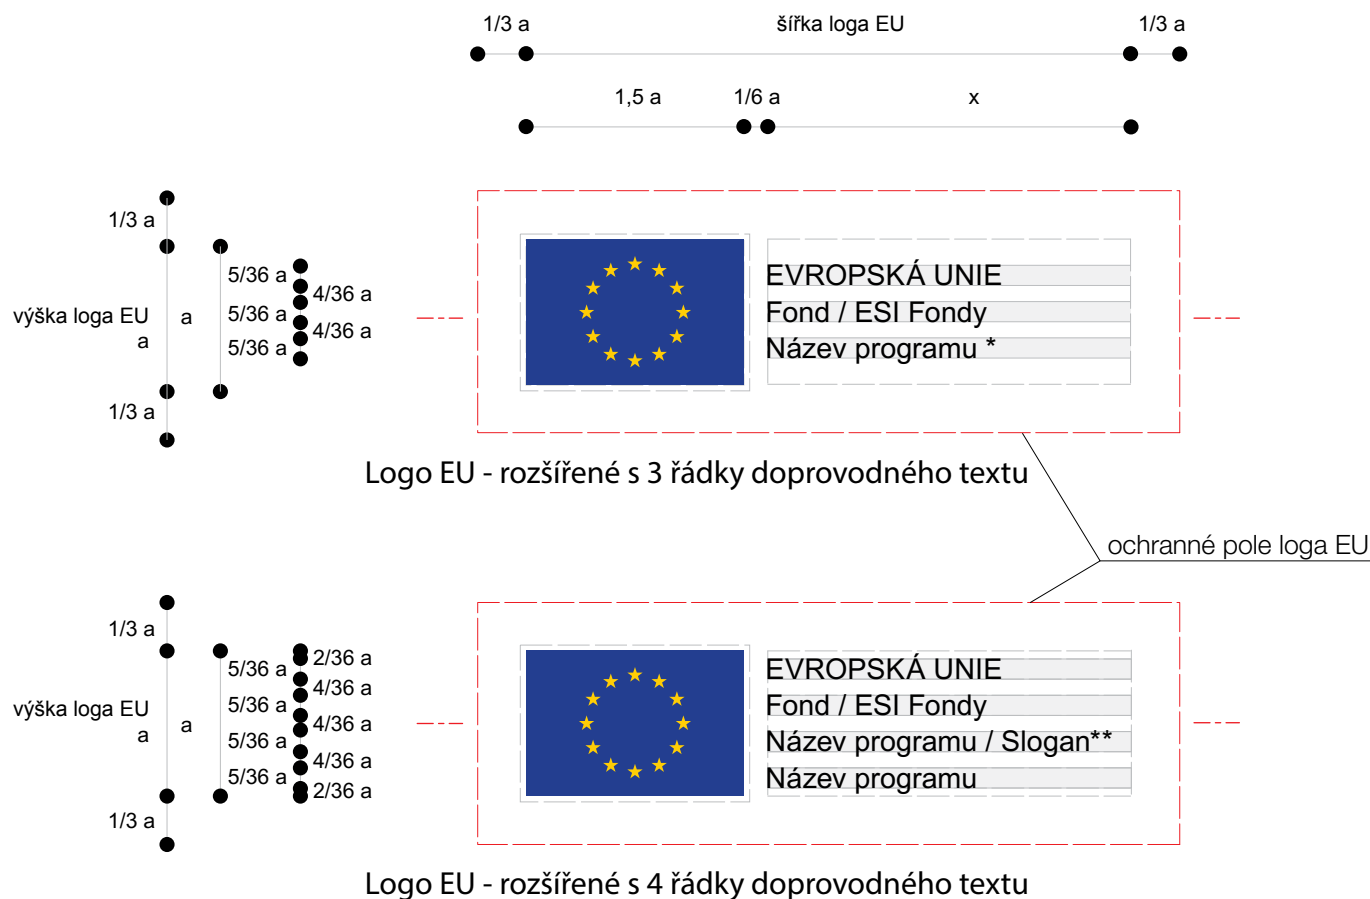 1/3 a šířka loga EU 1/3 a
1,5 a 1/6 a x
1/3 a
5/36 a
4/36 a
výška loga EU a 5/36 a
a
4/36 a
5/36 a
1/3 a
EVROPSKÁ UNIE
Fond / ESI Fondy
Název programu *
Logo EU - rozšířené s 3 řádky doprovodného textu
ochranné pole loga EU
1/3 a
2/36 a
5/36 a
4/36 a
5/36 a
výška loga EU a
a
4/36 a
5/36 a
4/36 a
5/36 a
2/36 a
1/3 a
EVROPSKÁ UNIE
Fond / ESI Fondy
Název programu / Slogan**
Název programu
Logo EU - rozšířené s 4 řádky doprovodného textu